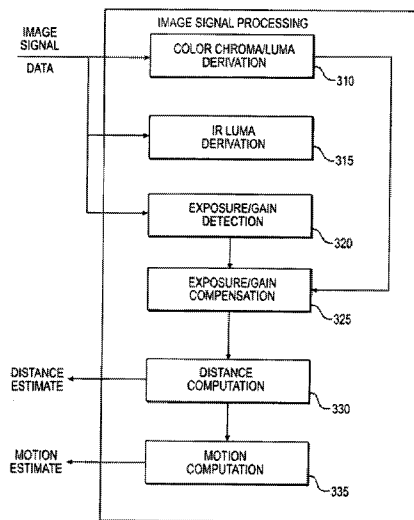 IMAGE SIGNAL PROCESSING
IMAGE
SIGNAL
DATA
COLOR CHROMA/LUMA
DERIVATION
310
IR LUMA
DERIVATION
315
EXPOSURE/GAIN
DETECTION
320
EXPOSURE/GAIN
COMPENSATION
325
DISTANCE
ESTIMATE
DISTANCE
COMPUTATION
330
MOTION
ESTIMATE
MOTION
COMPUTATION
335